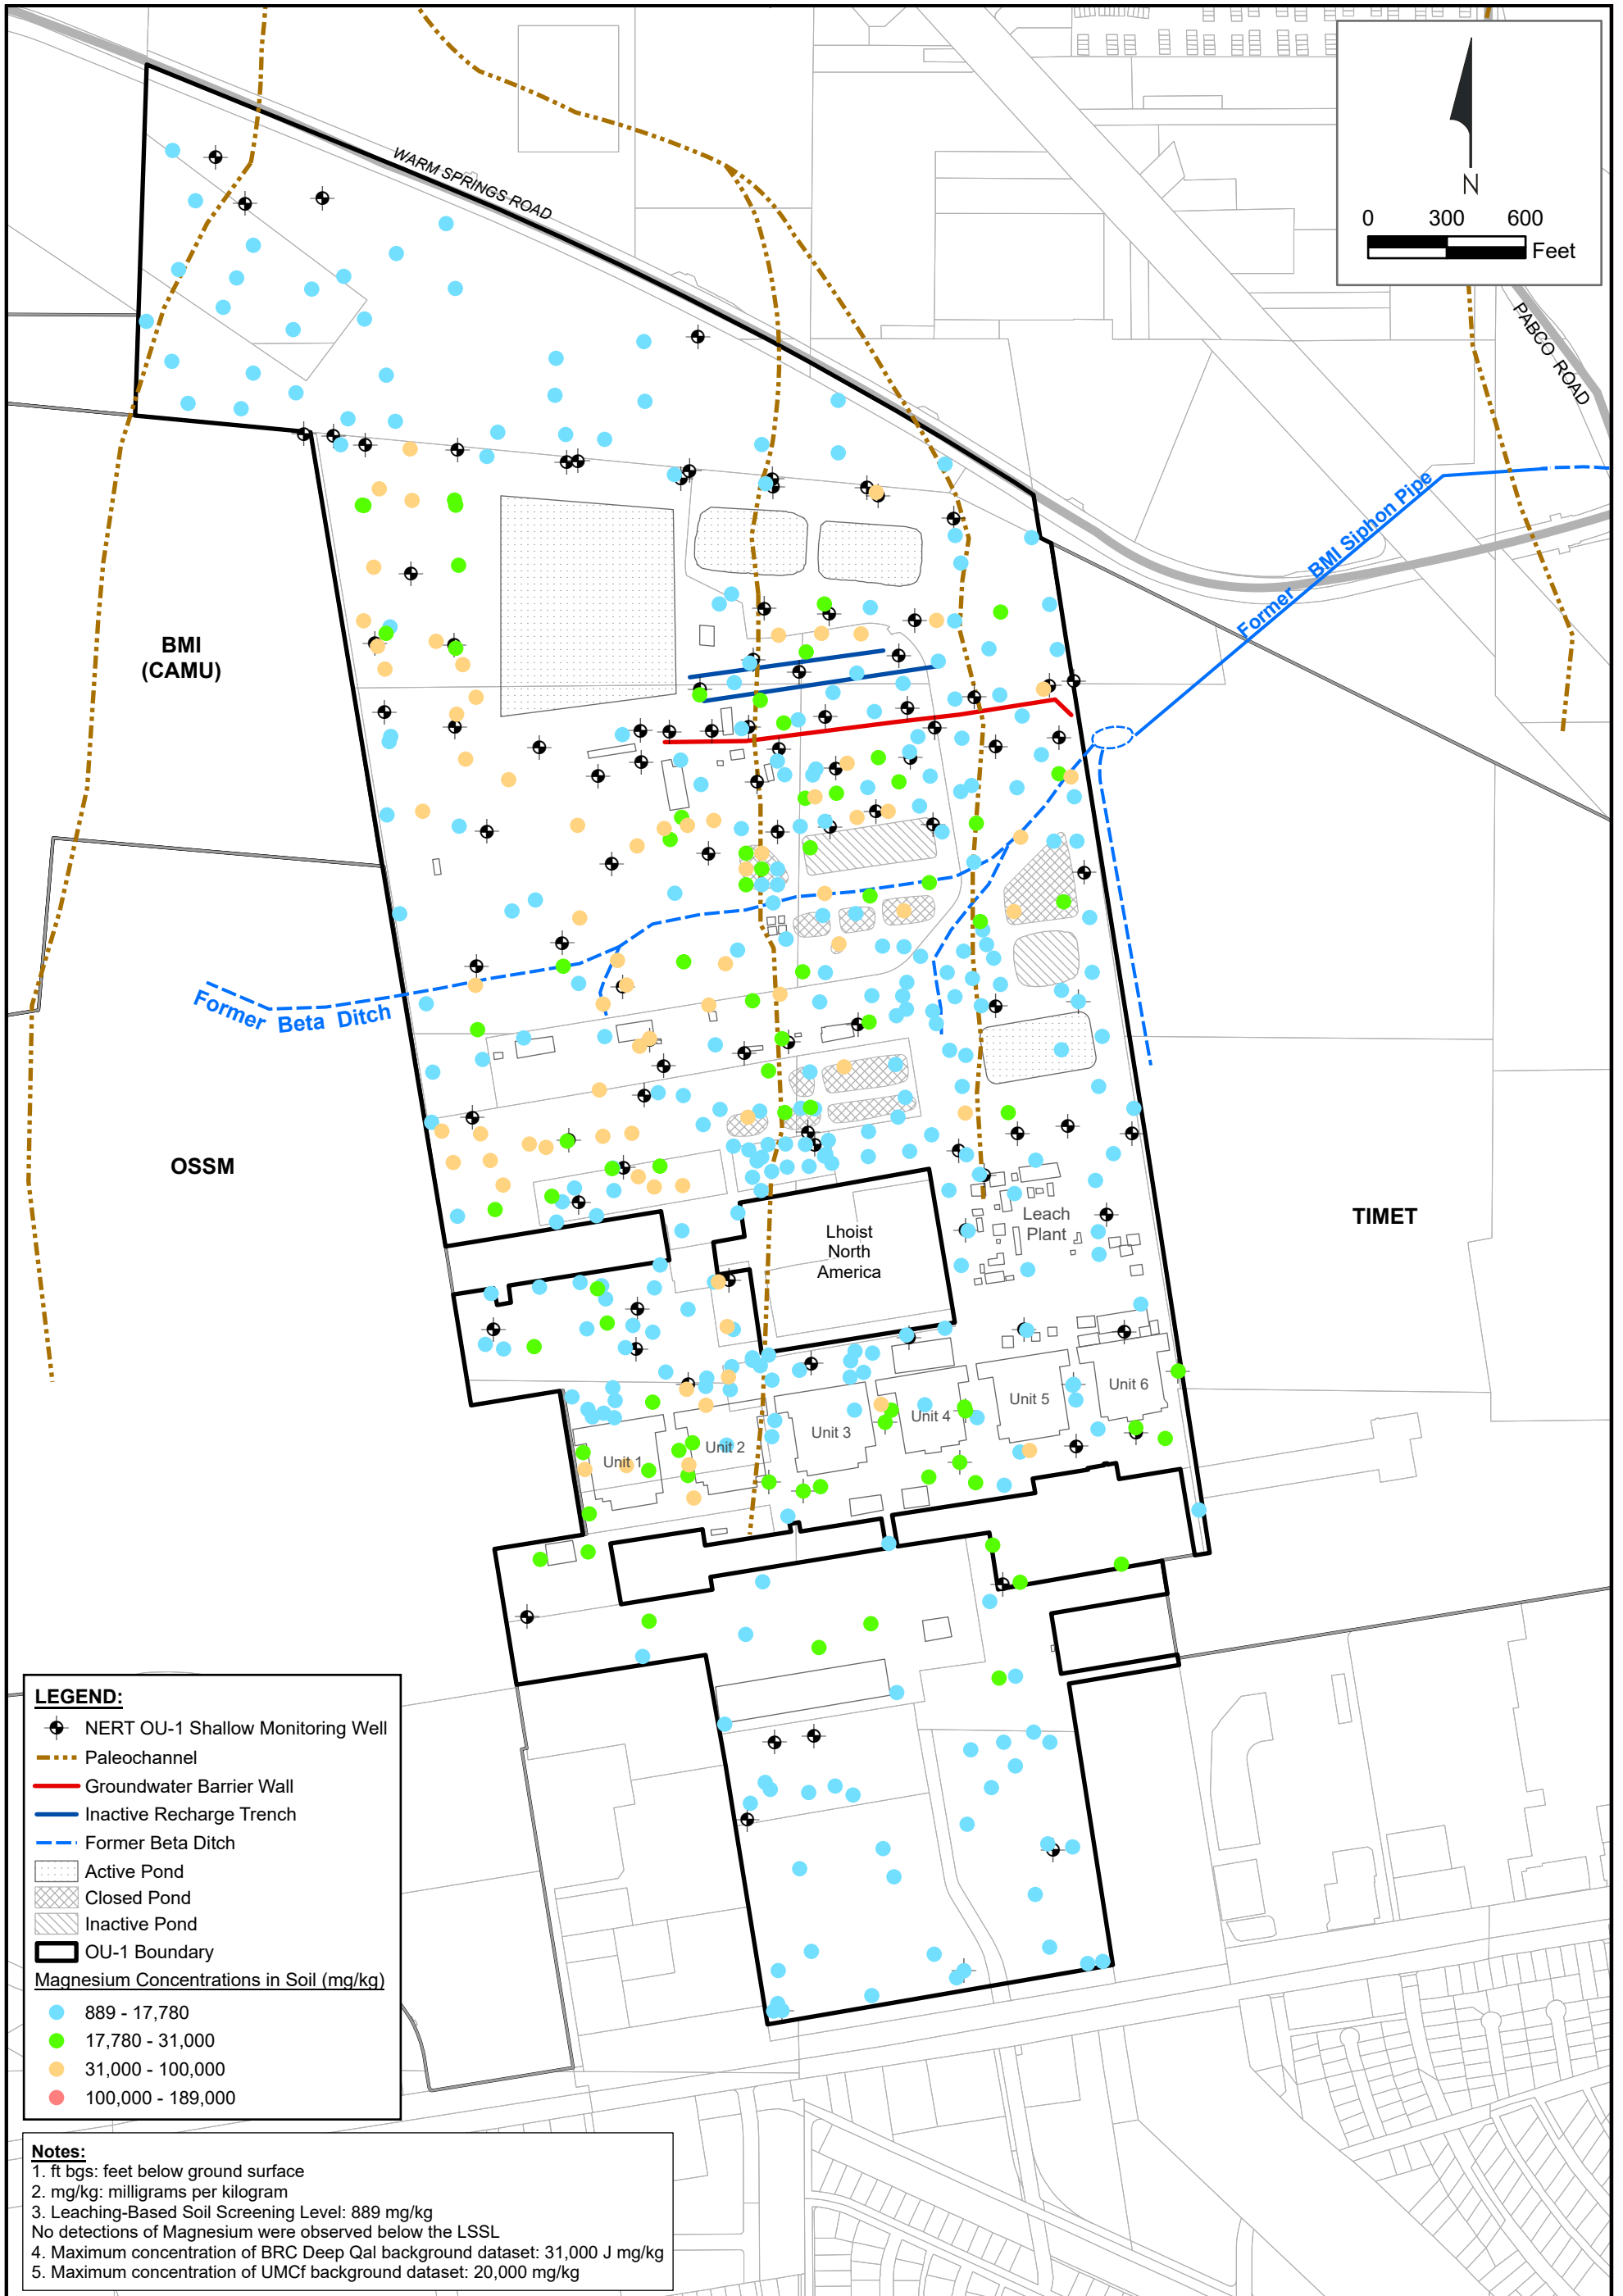 WARM SPRINGS ROAD
N
0 300 600
Feet
PABCO ROAD
Former BMI Siphon Pipe
BMI
(CAMU)
Former Beta Ditch
OSSM
TIMET
Lhoist
North
America
Leach
Plant
Unit 1
Unit 2
Unit 3
Unit 4
Unit 5
Unit 6
LEGEND:
NERT OU-1 Shallow Monitoring Well
Paleochannel
Groundwater Barrier Wall
Inactive Recharge Trench
Former Beta Ditch
Active Pond
Closed Pond
Inactive Pond
OU-1 Boundary
Magnesium Concentrations in Soil (mg/kg)
889 - 17,780
17,780 - 31,000
31,000 - 100,000
100,000 - 189,000
Notes:
1. ft bgs: feet below ground surface
2. mg/kg: milligrams per kilogram
3. Leaching-Based Soil Screening Level: 889 mg/kg
No detections of Magnesium were observed below the LSSL
4. Maximum concentration of BRC Deep Qal background dataset: 31,000 J mg/kg
5. Maximum concentration of UMCf background dataset: 20,000 mg/kg